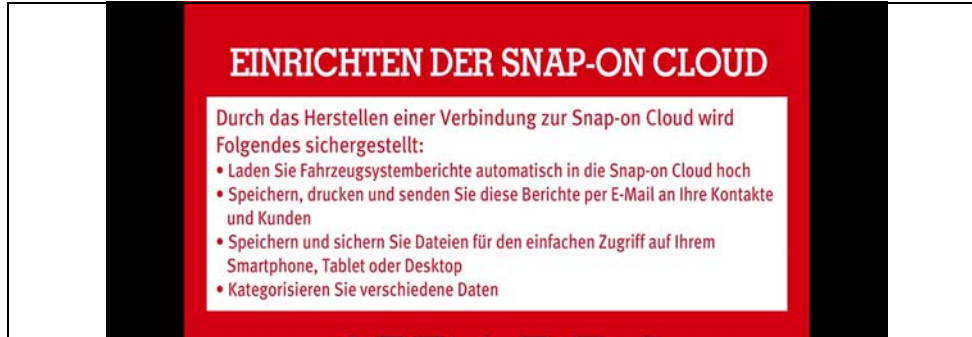 EINRICHTEN DER SNAP-ON CLOUD
Durch das Herstellen einer Verbindung zur Snap-on Cloud wird
Folgendes sichergestellt:
• Laden Sie Fahrzeugsystemberichte automatisch in die Snap-on Cloud hoch
• Speichern, drucken und senden Sie diese Berichte per E-Mail an Ihre Kontakte
und Kunden
• Speichern und sichern Sie Dateien für den einfachen Zugriff auf Ihrem
Smartphone, Tablet oder Desktop
• Kategorisieren Sie verschiedene Daten